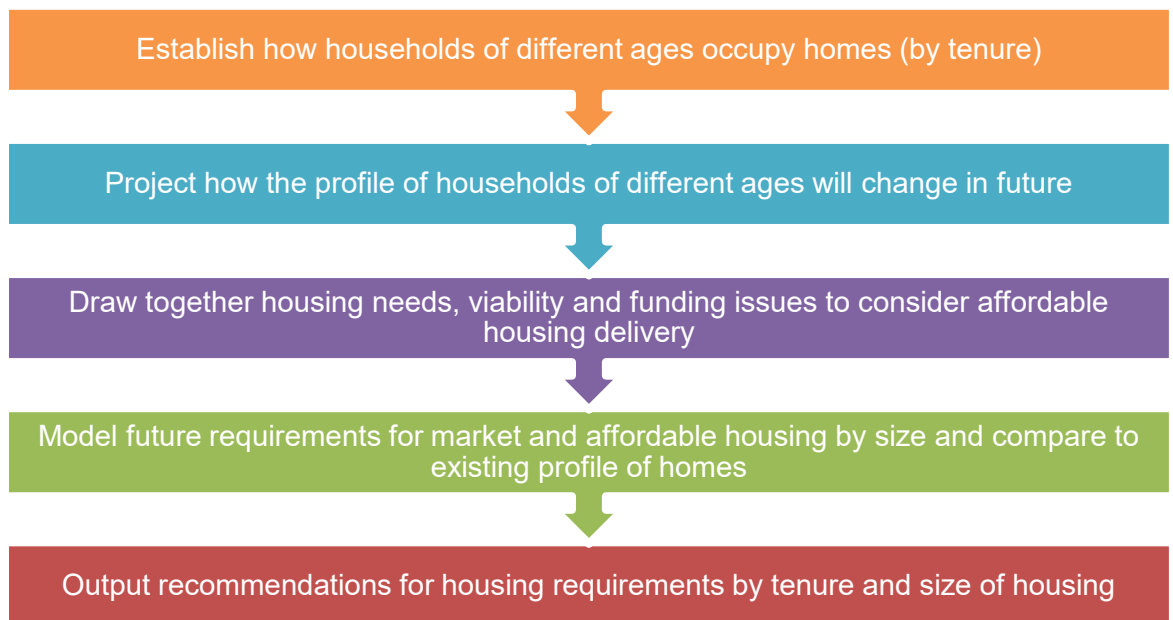 Establish how households of different ages occupy homes (by tenure)
Project how the profile of households of different ages will change in future
Draw together housing needs, viability and funding issues to consider affordable
housing delivery
Model future requirements for market and affordable housing by size and compare to
existing profile of homes
Output recommendations for housing requirements by tenure and size of housing